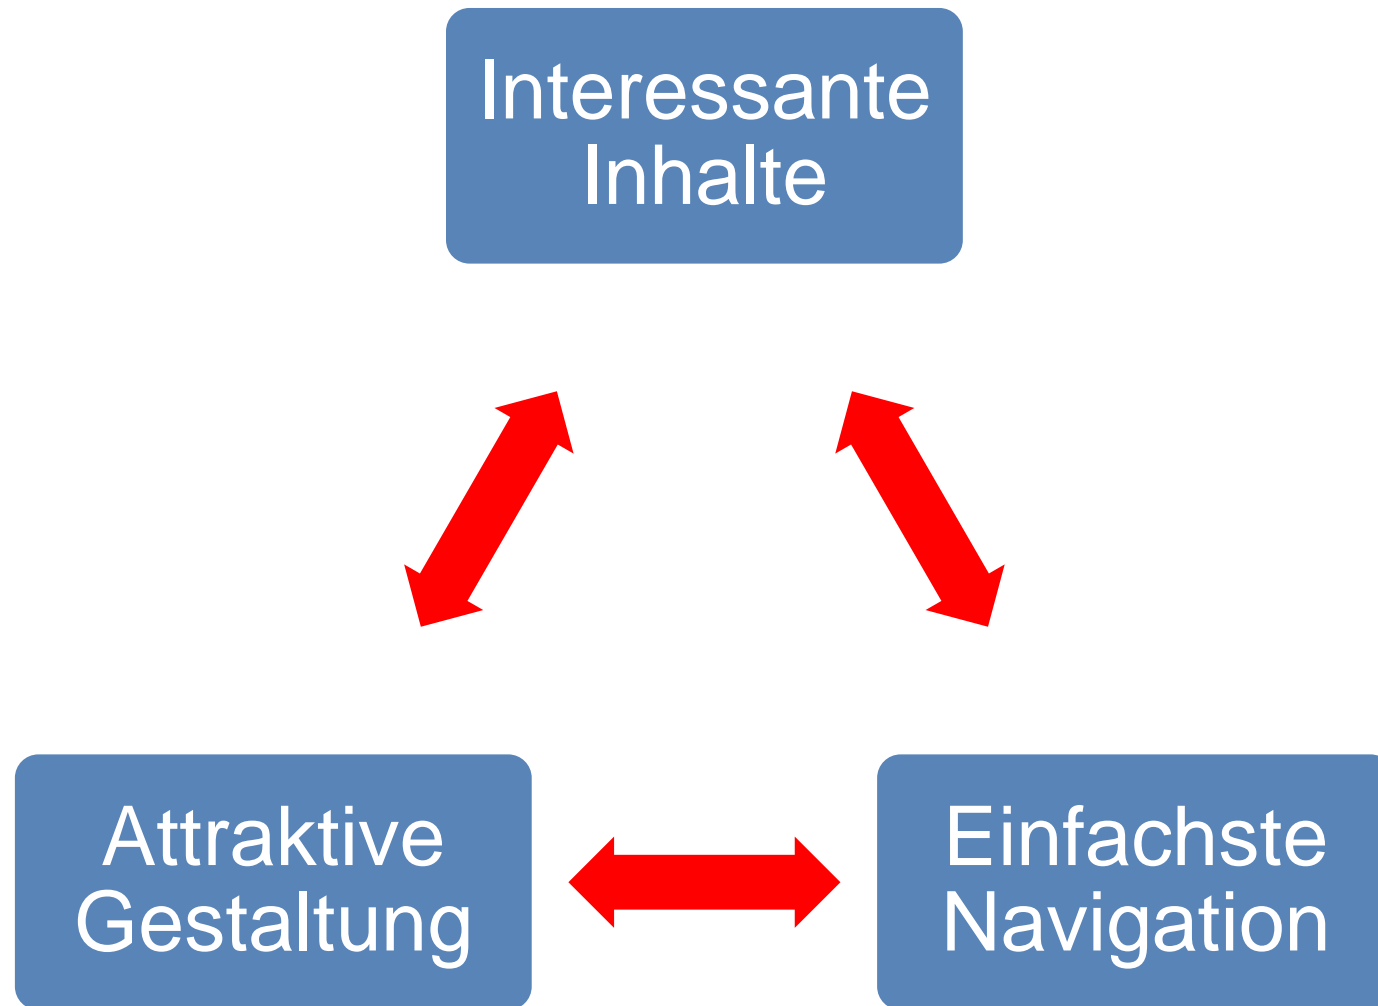 Interessante
Inhalte
Attraktive
Gestaltung
Einfachste
Navigation